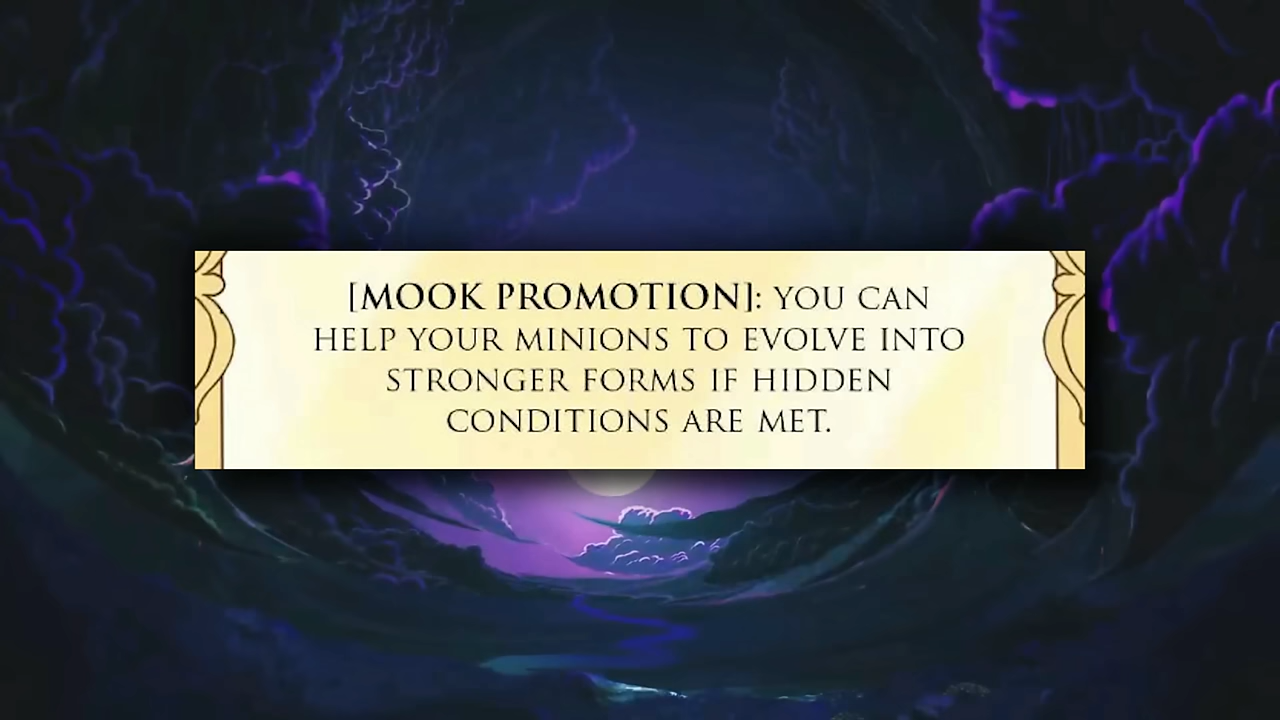 [MOOK PROMOTION]: YOU CAN
HELP YOUR MINIONS TO EVOLVE INTO
STRONGER FORMS IF HIDDEN
CONDITIONS ARE MET.